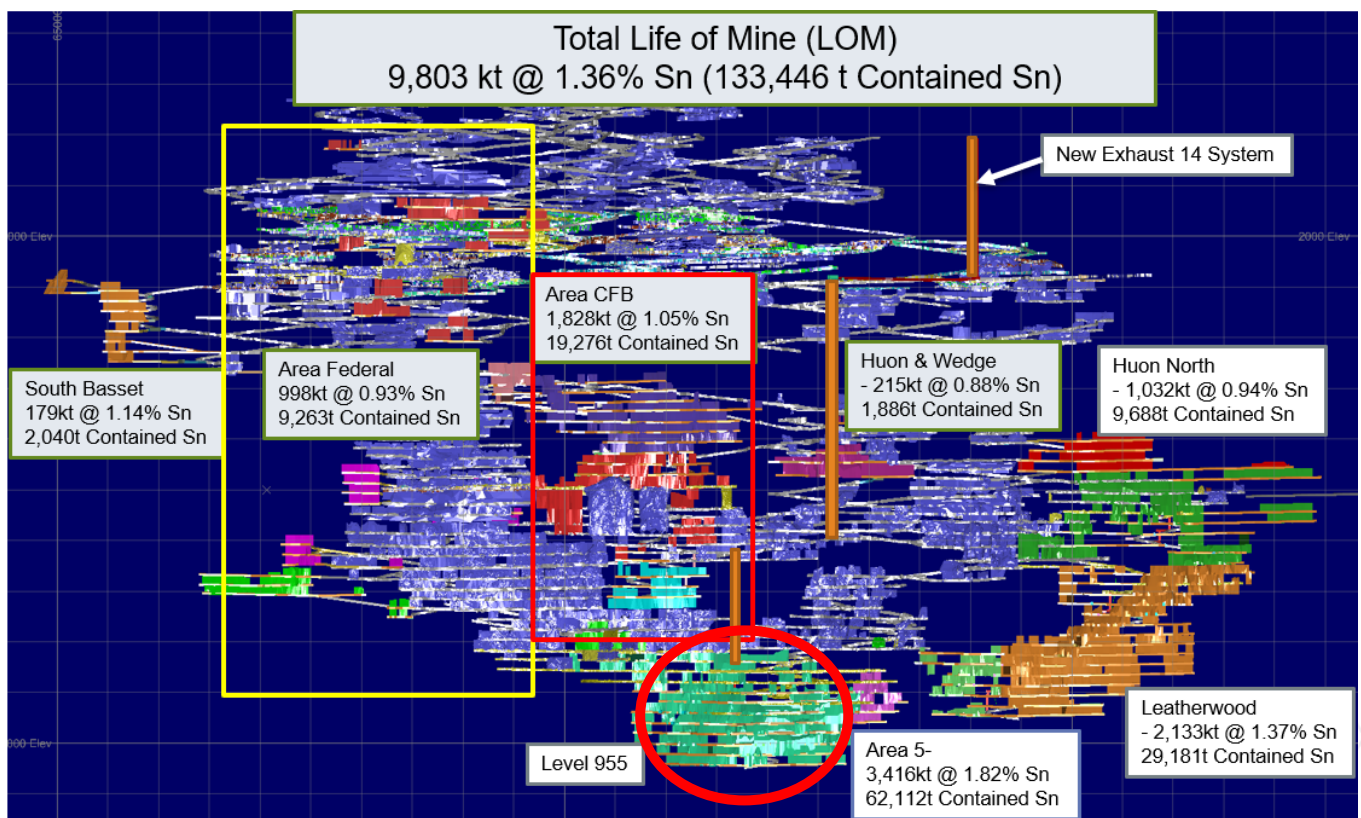 Total Life of Mine (LOM)
9,803 kt @ 1.36% Sn (133,446 t Contained Sn)
New Exhaust 14 System
000 Elev
2000 Elev
Area CFB
1,828kt @ 1.05% Sn
19,276t Contained Sn
South Basset
179kt @ 1.14% Sn
2,040t Contained Sn
Area Federal
998kt @ 0.93% Sn
9,263t Contained Sn
Huon & Wedge
- 215kt @ 0.88% Sn
1,886t Contained Sn
Huon North
- 1,032kt @ 0.94% Sn
9,688t Contained Sn
Leatherwood
- 2,133kt @ 1.37% Sn
29,181t Contained Sn
Level 955
Area 5-
3,416kt @ 1.82% Sn
62,112t Contained Sn
000 Elev